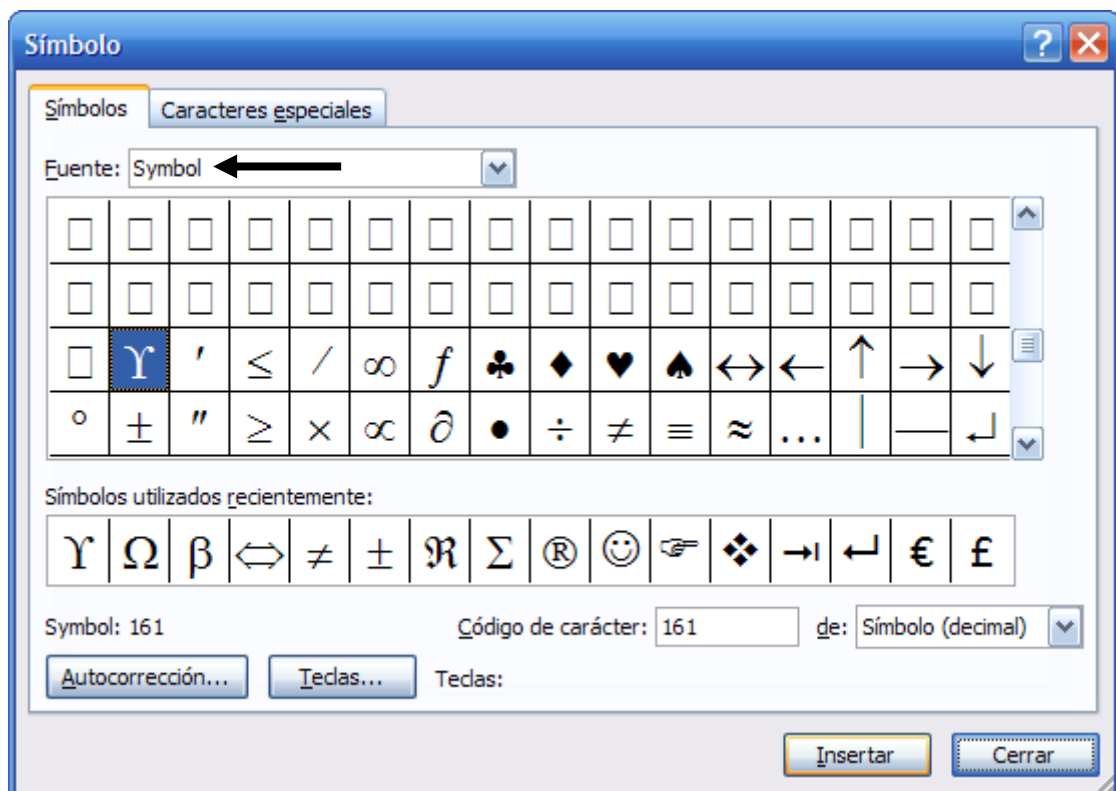 Símbolo
Símbolos Caracteres especiales
Fuente: Symbol
ϒ ′ ≤ ⁄ ∞ ƒ ♣ ♦ ♥ ♠ ↔ ← ↑ → ↓
° ± ″ ≥ × ∝ ∂ • ÷ ≠ ≡ ≈ … │ — ↵
Símbolos utilizados recientemente:
ϒ Ω β ⇔ ≠ ± ℜ Σ ® ☺ ☞ ❖ →ı ↵ € £
Symbol: 161 Código de carácter: 161 de: Símbolo (decimal)
Autocorrección... Teclas... Teclas:
Insertar Cerrar